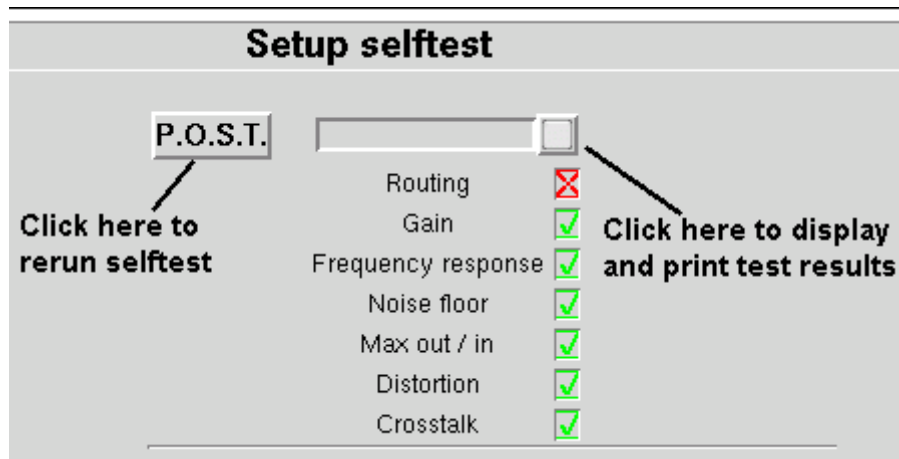 Setup selftest
P.O.S.T.
Routing
Click here to
rerun selftest
Gain
Frequency response
Click here to display
and print test results
Noise floor
Max out / in
Distortion
Crosstalk